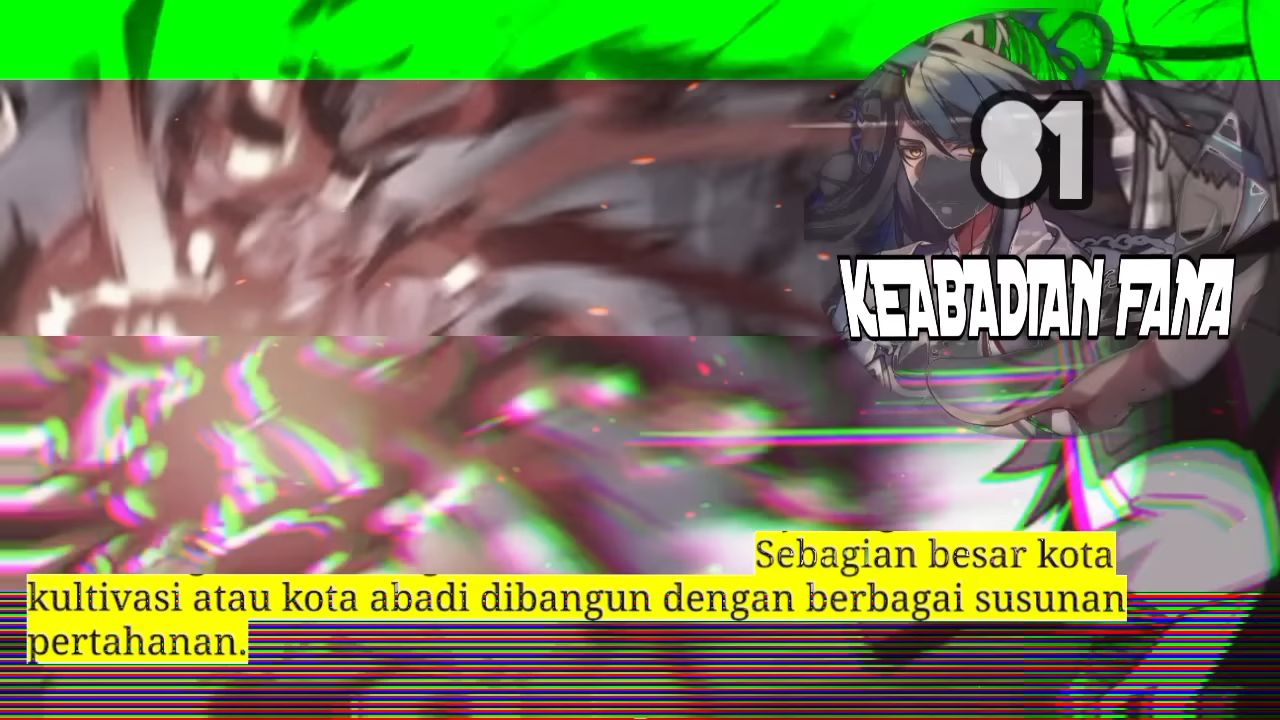 81
KEABADIAN FANA
Sebagian besar kota
kultivasi atau kota abadi dibangun dengan berbagai susunan
pertahanan.